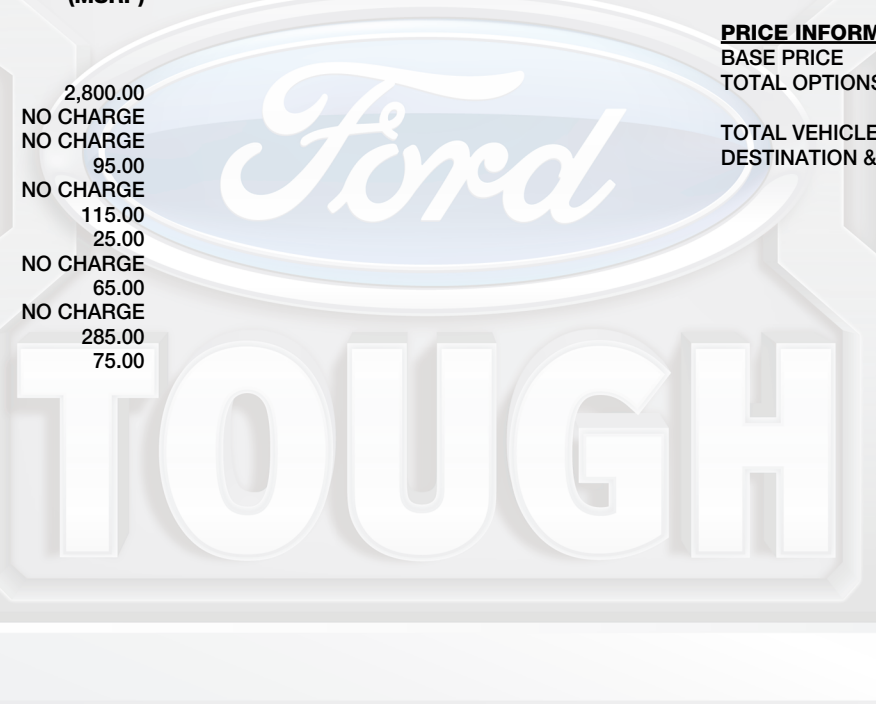 (MSRP)
2,800.00
NO CHARGE
NO CHARGE
95.00
NO CHARGE
115.00
25.00
NO CHARGE
65.00
NO CHARGE
285.00
75.00
PRICE INFORM
BASE PRICE
TOTAL OPTIONS
TOTAL VEHICLE
DESTINATION &
Ford
TOUGH